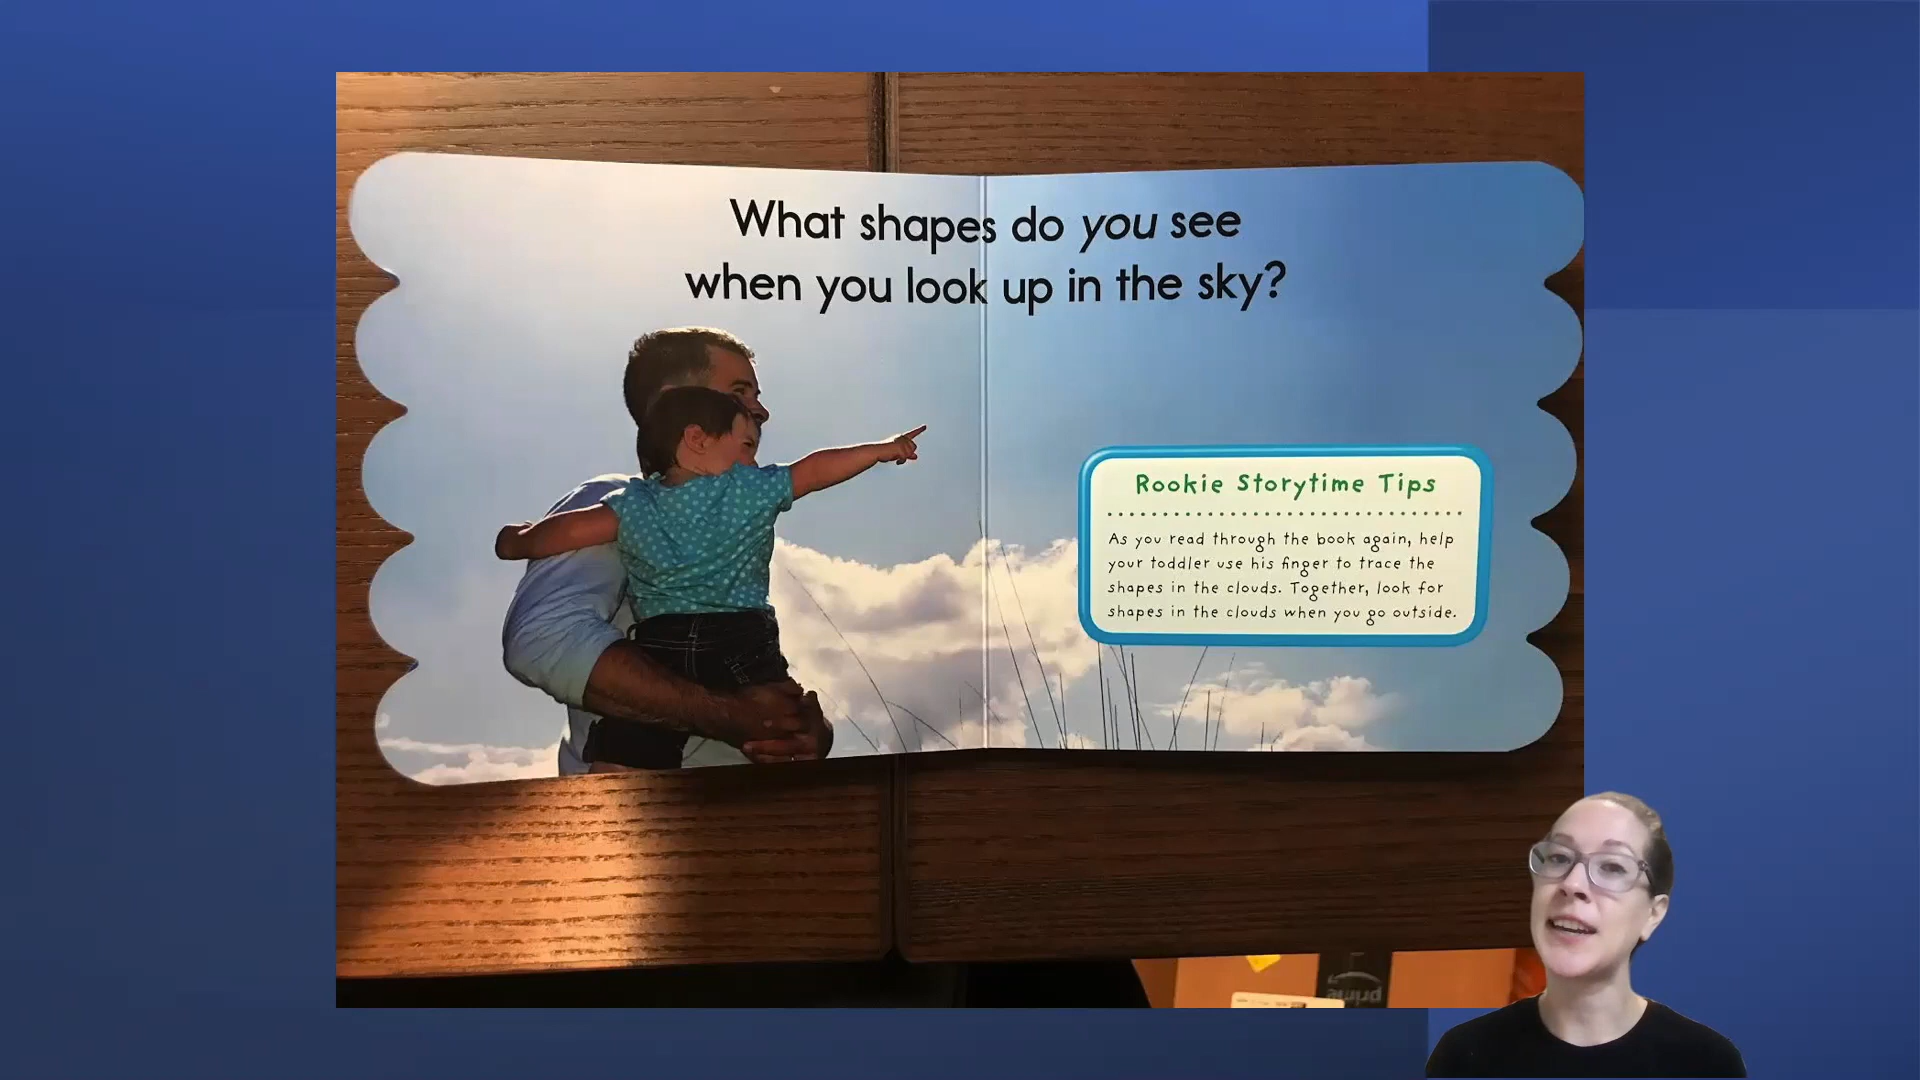 What shapes do you see
when you look up in the sky?
Rookie Storytime Tips
As you read through the book again, help
your toddler use his finger to trace the
shapes in the clouds. Together, look for
shapes in the clouds when you go outside.
prime